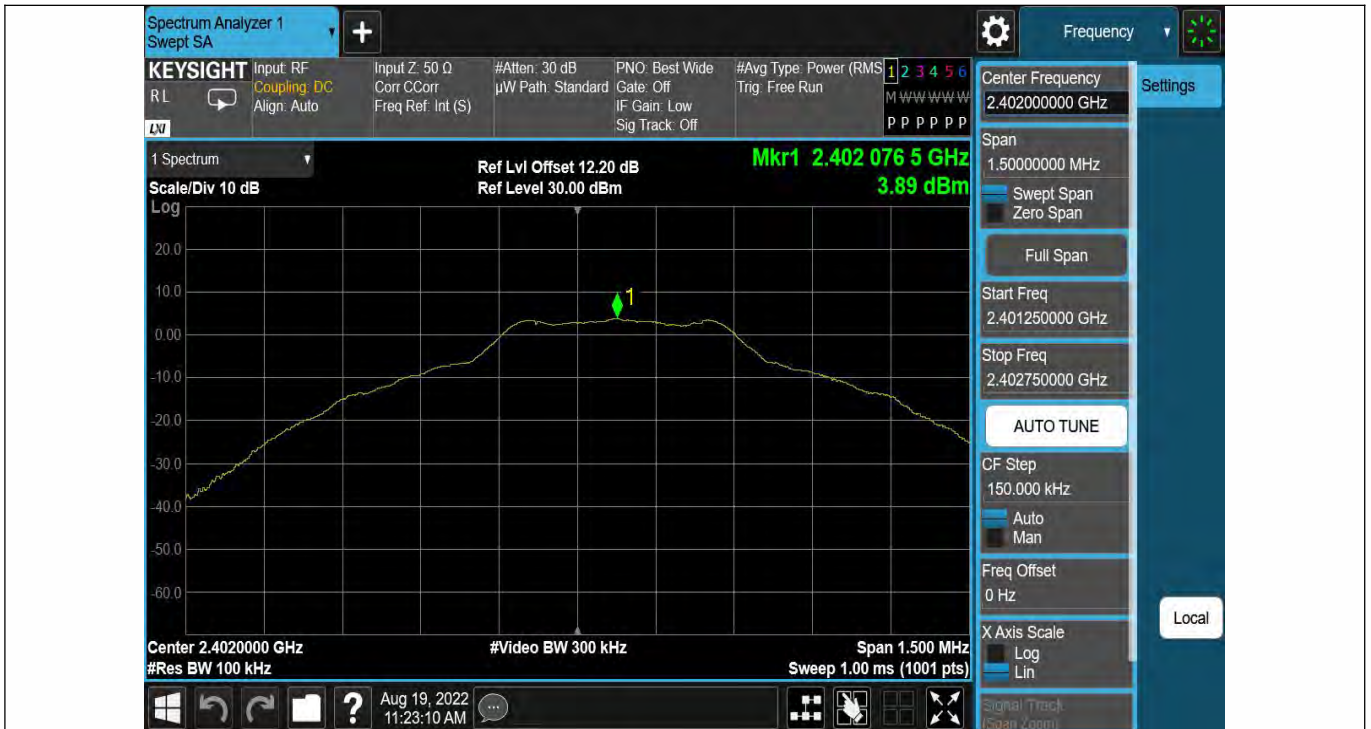 Spectrum Analyzer 1
Swept SA
Frequency
KEYSIGHT
RL
LXI
Input: RF
Coupling: DC
Align: Auto
Input Z: 50 Ω
Corr CCorr
Freq Ref: Int (S)
#Atten: 30 dB
µW Path: Standard
PNO: Best Wide
Gate: Off
IF Gain: Low
Sig Track: Off
#Avg Type: Power (RMS
Trig: Free Run
1 2 3 4 5 6
M W W W W W
P P P P P P
1 Spectrum
Scale/Div 10 dB
Log
Ref Lvl Offset 12.20 dB
Ref Level 30.00 dBm
Mkr1 2.402 076 5 GHz
3.89 dBm
20.0
10.0
0.00
-10.0
-20.0
-30.0
-40.0
-50.0
-60.0
1
Center 2.4020000 GHz
#Res BW 100 kHz
#Video BW 300 kHz
Span 1.500 MHz
Sweep 1.00 ms (1001 pts)
?
Aug 19, 2022
11:23:10 AM
Center Frequency
2.402000000 GHz
Settings
Span
1.50000000 MHz
Swept Span
Zero Span
Full Span
Start Freq
2.401250000 GHz
Stop Freq
2.402750000 GHz
AUTO TUNE
CF Step
150.000 kHz
Auto
Man
Freq Offset
0 Hz
X Axis Scale
Log
Lin
Local
Signal Track
(Span Zoom)